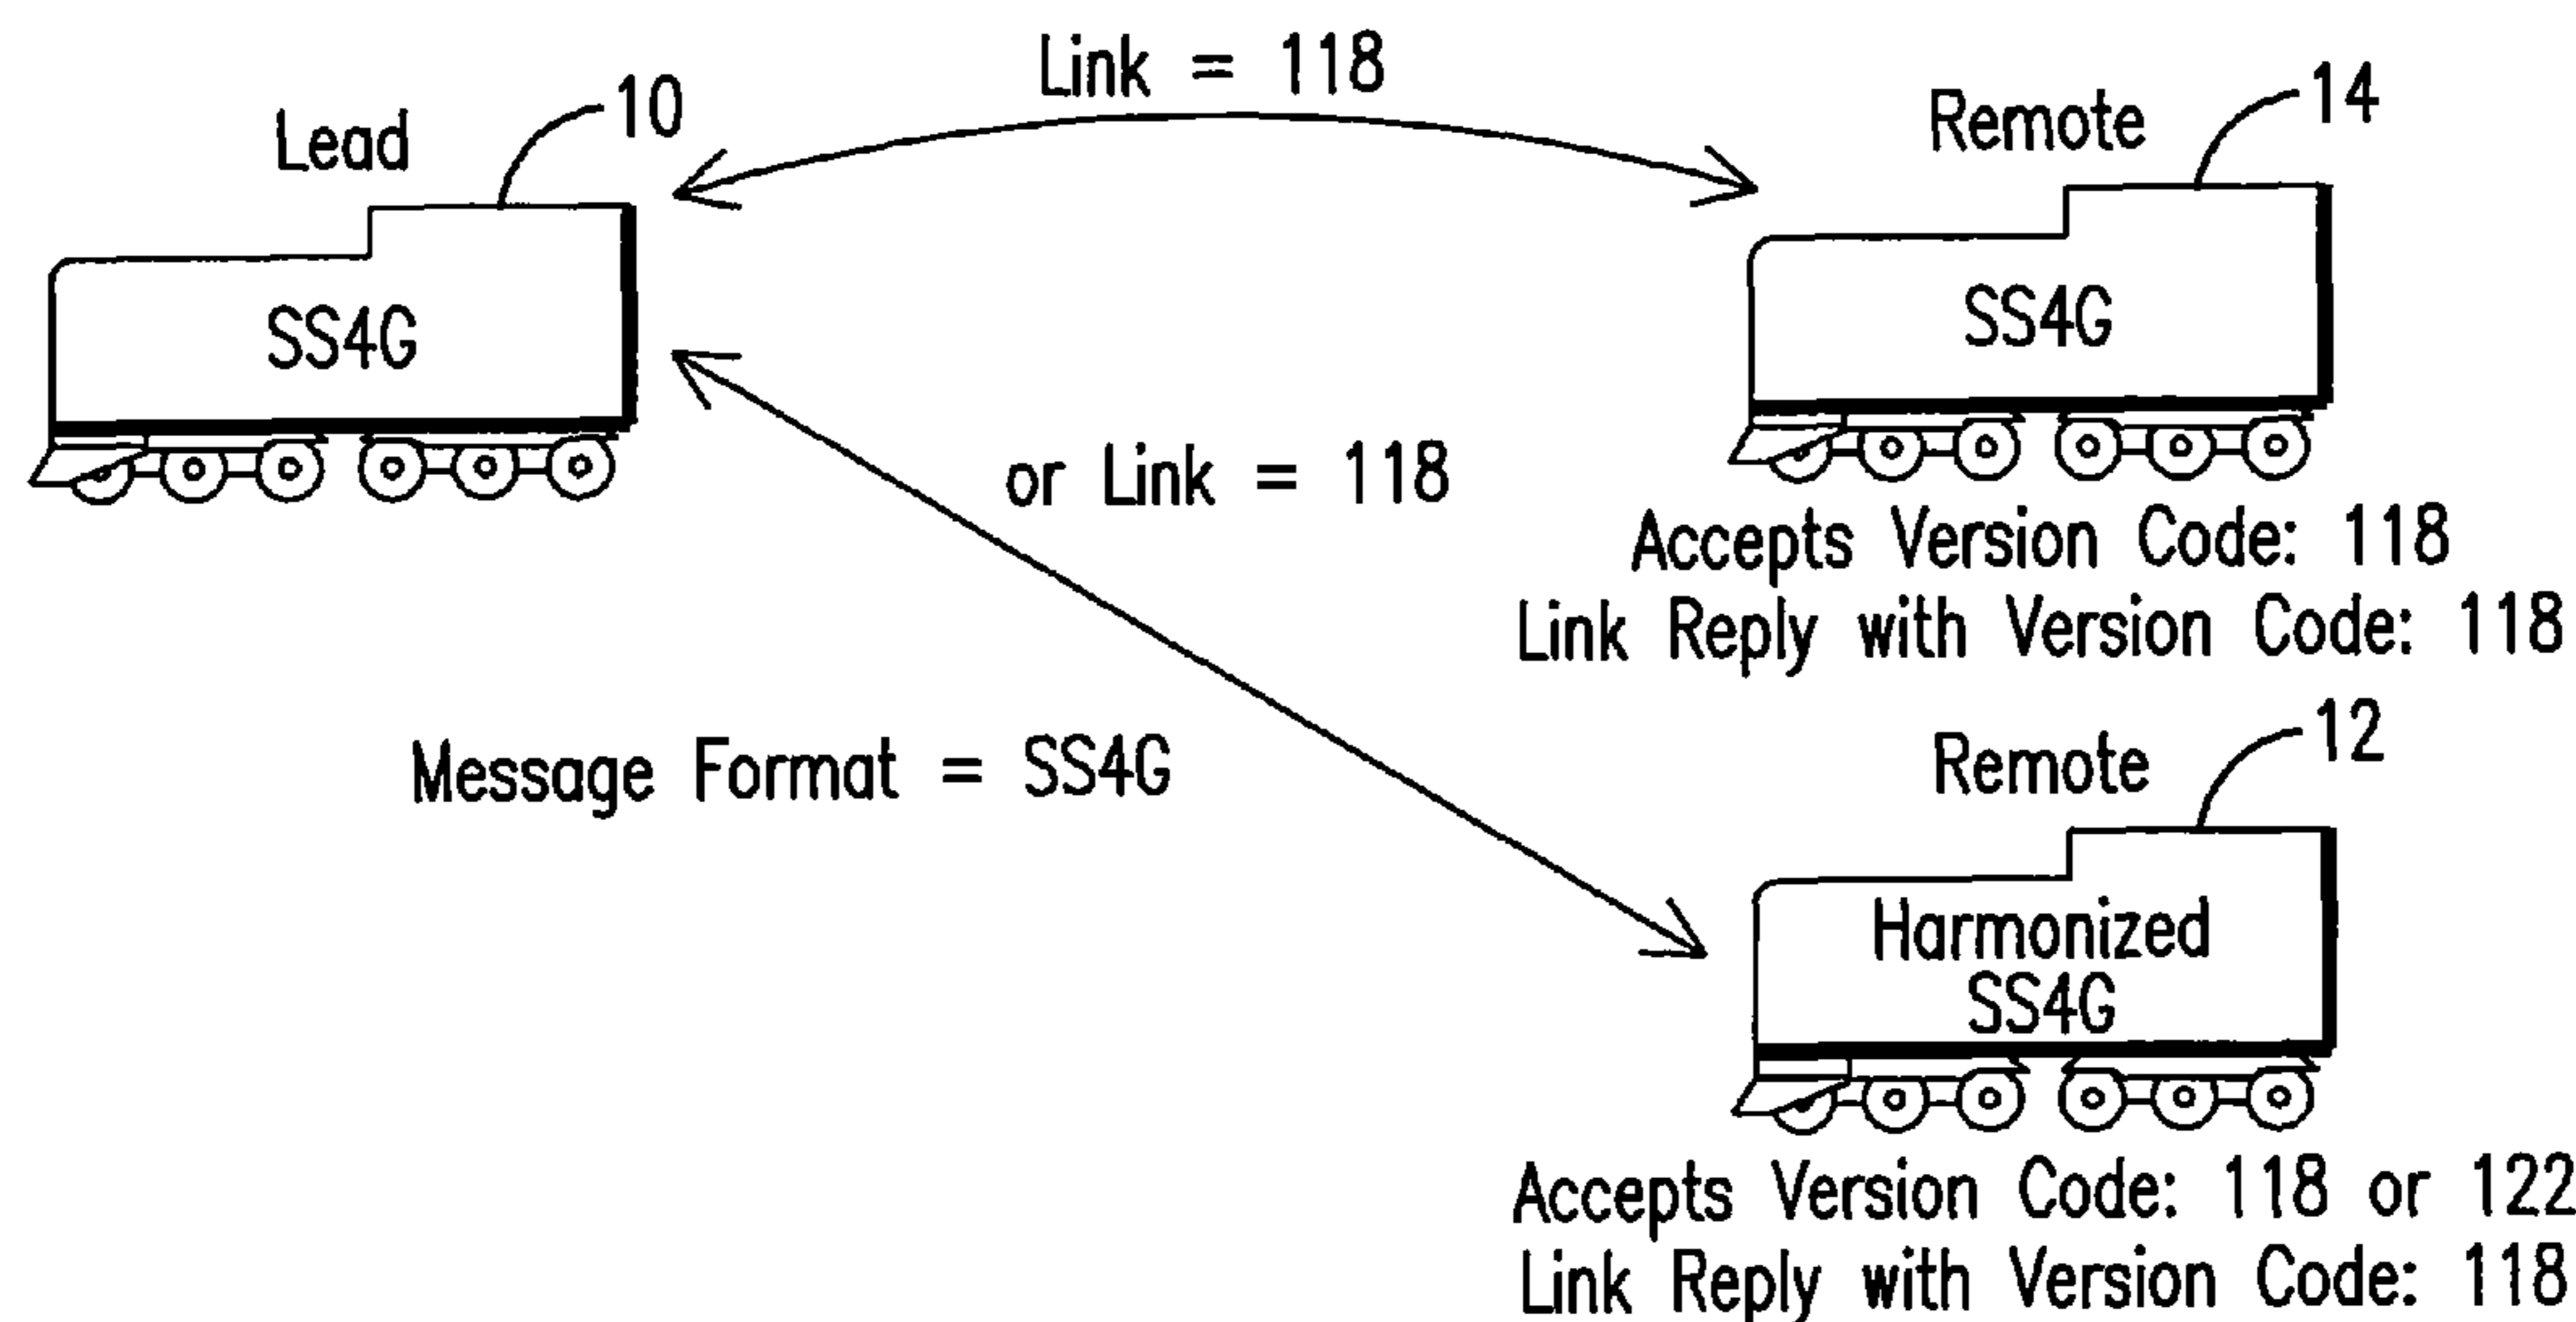 Link = 118
Lead
10
Remote
14
SS4G
SS4G
or Link = 118
Accepts Version Code: 118
Link Reply with Version Code: 118
Message Format = SS4G
Remote
12
Harmonized
SS4G
Accepts Version Code: 118 or 122
Link Reply with Version Code: 118